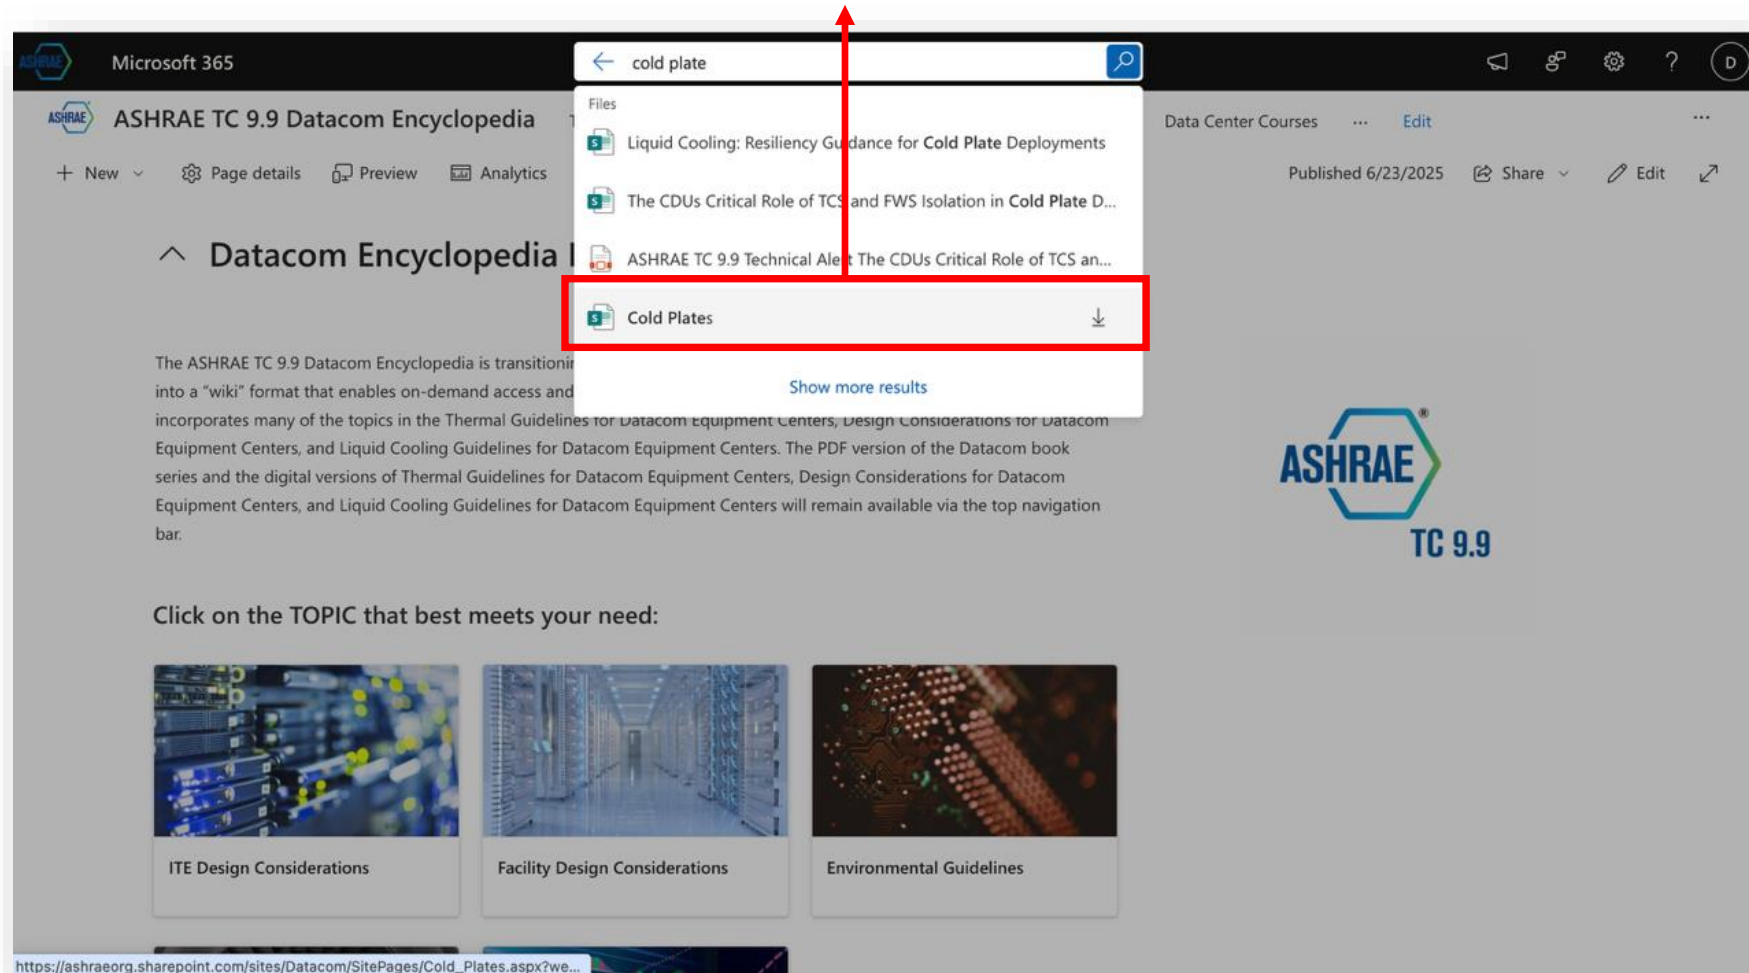 ASHRAE
Microsoft 365
cold plate
D
ASHRAE
ASHRAE TC 9.9 Datacom Encyclopedia
Data Center Courses
...
Edit
...
+ New
Page details
Preview
Analytics
Published 6/23/2025
Share
Edit
Files
Liquid Cooling: Resiliency Guidance for Cold Plate Deployments
The CDUs Critical Role of TCS and FWS Isolation in Cold Plate D...
ASHRAE TC 9.9 Technical Alert The CDUs Critical Role of TCS an...
Cold Plates
Show more results
Datacom Encyclopedia
The ASHRAE TC 9.9 Datacom Encyclopedia is
into a "wiki" format that enables on-demand access and
incorporates many of the topics in the Thermal Guidelines for Datacom Equipment Centers, Design Considerations for Datacom
Equipment Centers, and Liquid Cooling Guidelines for Datacom Equipment Centers. The PDF version of the Datacom book
series and the digital versions of Thermal Guidelines for Datacom Equipment Centers, Design Considerations for Datacom
Equipment Centers, and Liquid Cooling Guidelines for Datacom Equipment Centers will remain available via the top navigation
bar.
ASHRAE®
TC 9.9
Click on the TOPIC that best meets your need:
ITE Design Considerations
Facility Design Considerations
Environmental Guidelines
https://ashraeorg.sharepoint.com/sites/Datacom/SitePages/Cold_Plates.aspx?we...